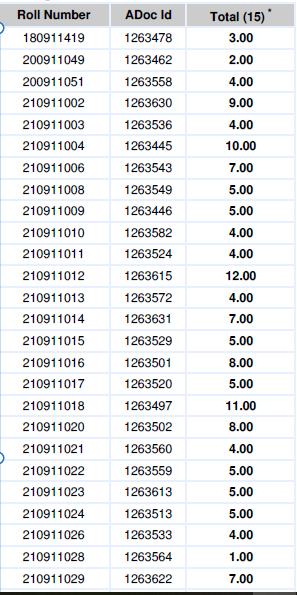 Roll Number ADoc Id Total (15) *
180911419 1263478 3.00
200911049 1263462 2.00
200911051 1263558 4.00
210911002 1263630 9.00
210911003 1263536 4.00
210911004 1263445 10.00
210911006 1263543 7.00
210911008 1263549 5.00
210911009 1263446 5.00
210911010 1263582 4.00
210911011 1263524 4.00
210911012 1263615 12.00
210911013 1263572 4.00
210911014 1263631 7.00
210911015 1263529 5.00
210911016 1263501 8.00
210911017 1263520 5.00
210911018 1263497 11.00
210911020 1263502 8.00
210911021 1263560 4.00
210911022 1263559 5.00
210911023 1263613 5.00
210911024 1263513 5.00
210911026 1263533 4.00
210911028 1263564 1.00
210911029 1263622 7.00